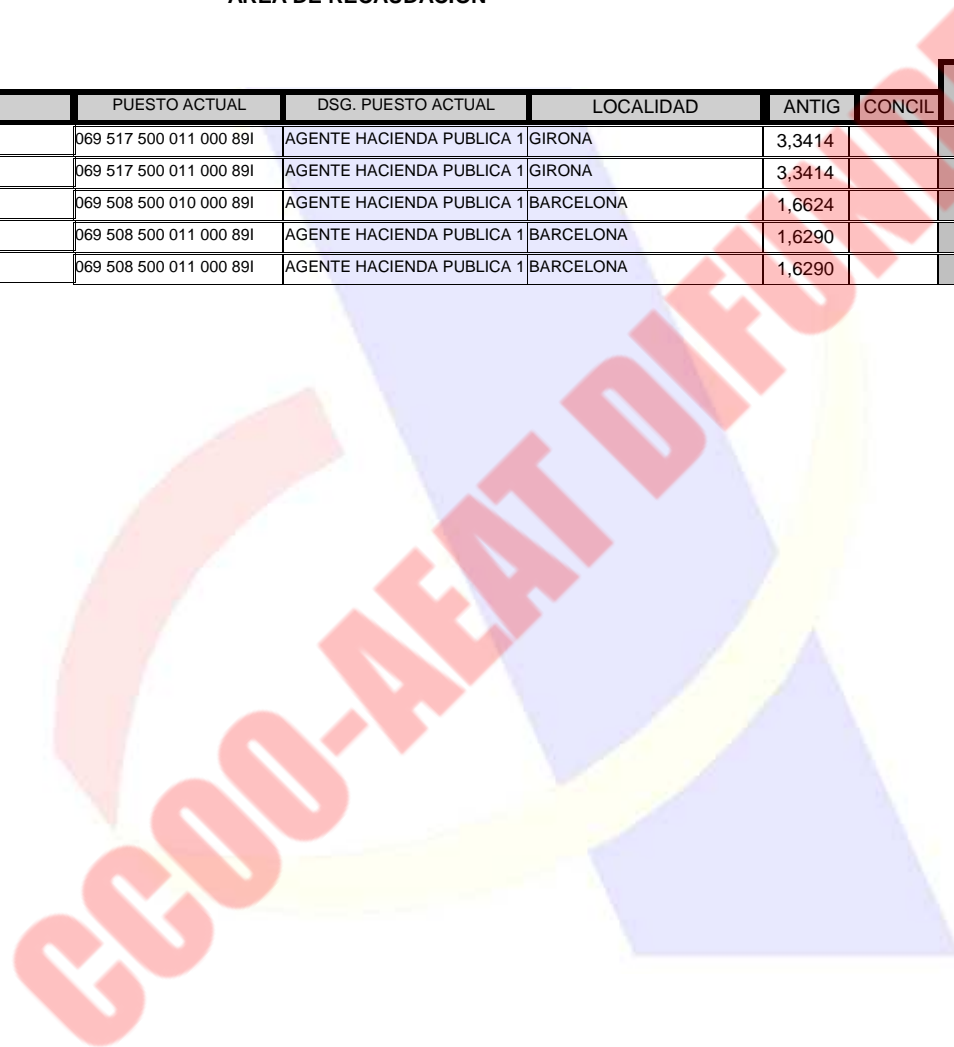 PUESTO ACTUAL DSG. PUESTO ACTUAL LOCALIDAD ANTIG CONCIL
069 517 500 011 000 89I AGENTE HACIENDA PUBLICA 1 GIRONA 3,3414
069 517 500 011 000 89I AGENTE HACIENDA PUBLICA 1 GIRONA 3,3414
069 508 500 010 000 89I AGENTE HACIENDA PUBLICA 1 BARCELONA 1,6624
069 508 500 011 000 89I AGENTE HACIENDA PUBLICA 1 BARCELONA 1,6290
069 508 500 011 000 89I AGENTE HACIENDA PUBLICA 1 BARCELONA 1,6290
CCOO-AEAT